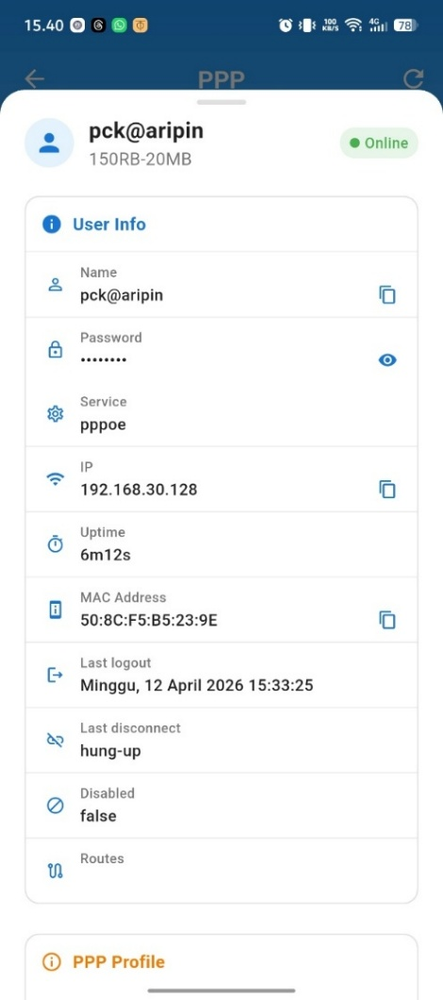 15.40
100
KB/s
4G
78
PPP
pck@aripin
150RB-20MB
Online
User Info
Name
pck@aripin
Password
••••••••
Service
pppoe
IP
192.168.30.128
Uptime
6m12s
MAC Address
50:8C:F5:B5:23:9E
Last logout
Minggu, 12 April 2026 15:33:25
Last disconnect
hung-up
Disabled
false
Routes
PPP Profile